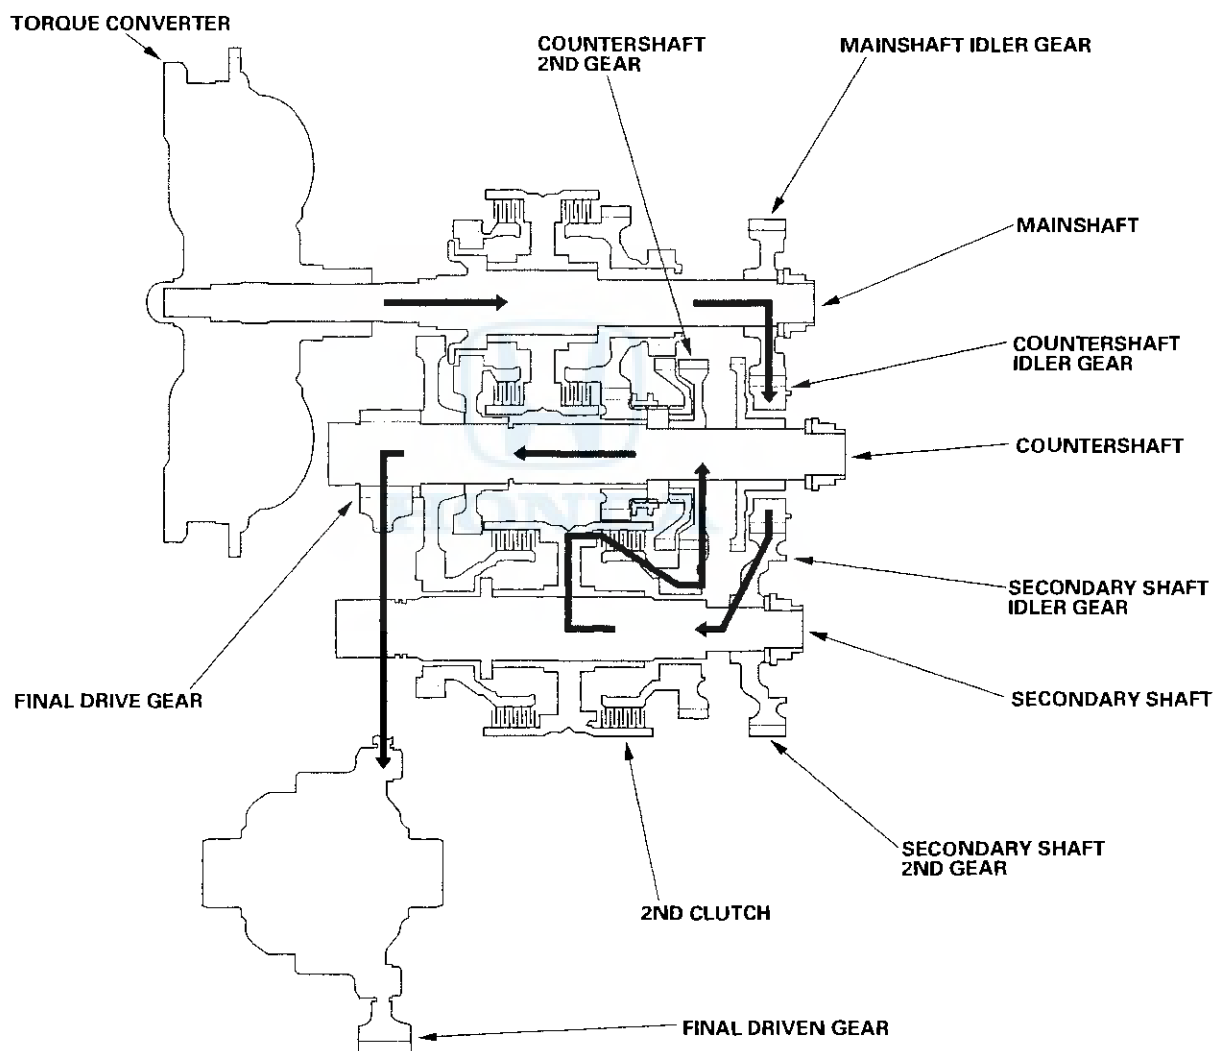 TORQUE CONVERTER
COUNTERSHAFT
2ND GEAR
MAINSHAFT IDLER GEAR
MAINSHAFT
COUNTERSHAFT
IDLER GEAR
COUNTERSHAFT
HONDA
SECONDARY SHAFT
IDLER GEAR
SECONDARY SHAFT
FINAL DRIVE GEAR
SECONDARY SHAFT
2ND GEAR
2ND CLUTCH
FINAL DRIVEN GEAR